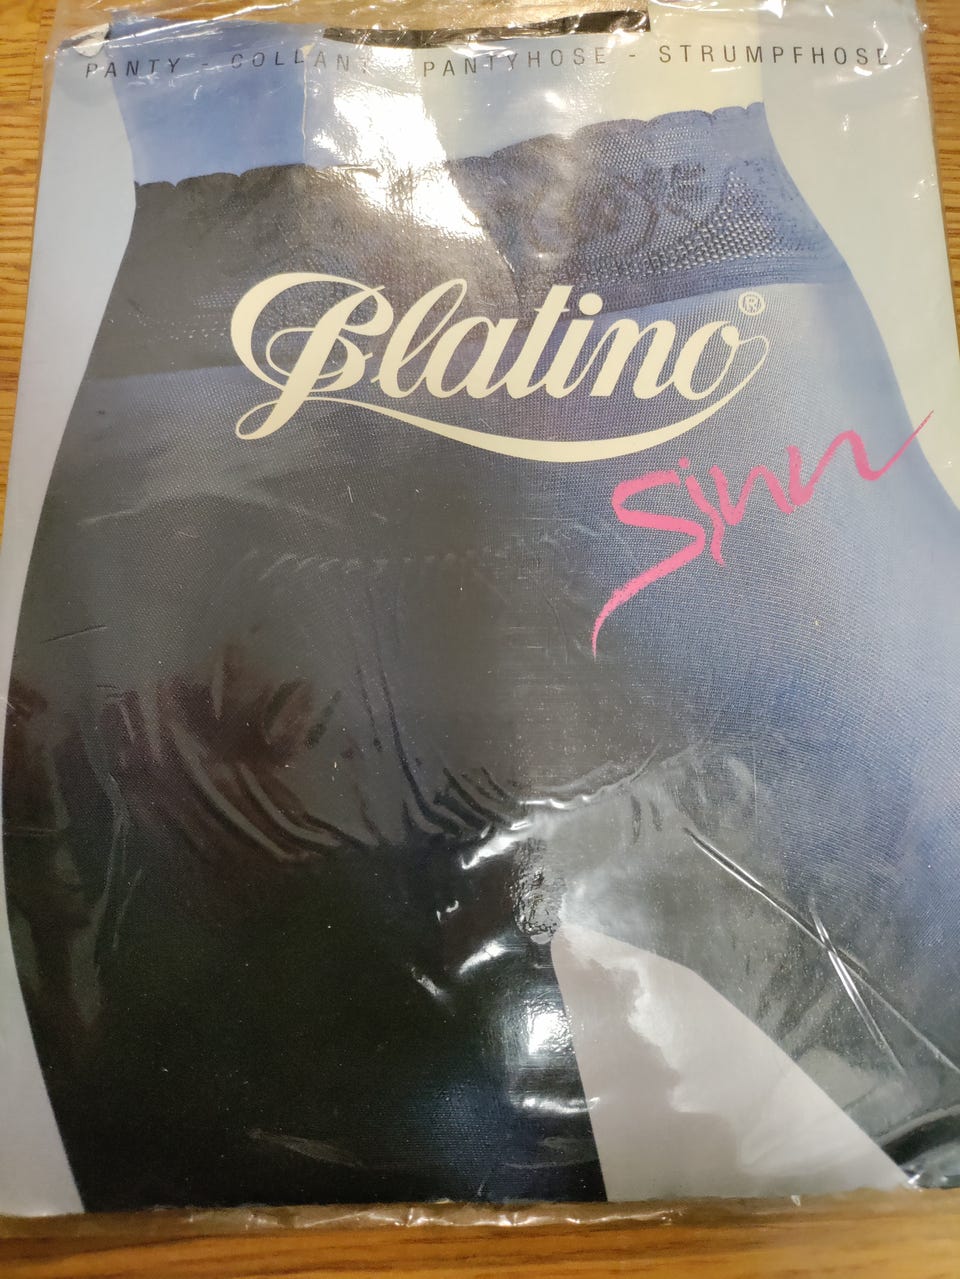 PANTY - COLLANT - PANTYHOSE - STRUMPFHOSE
Platino®
Sinn